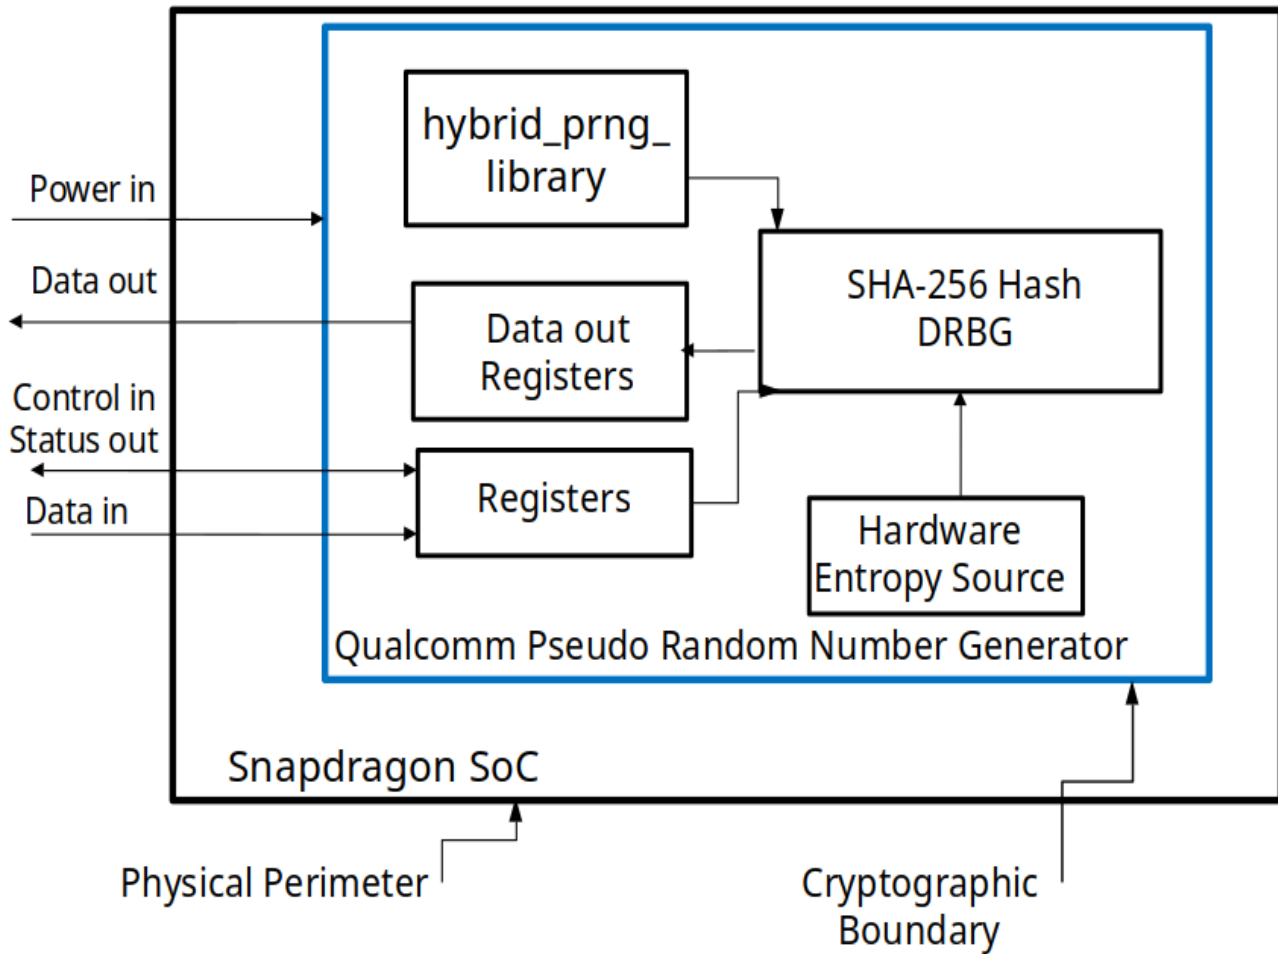 hybrid_prng_
library
Power in
Data out
SHA-256 Hash
DRBG
Data out
Registers
Control in
Status out
Data in
Registers
Hardware
Entropy Source
Qualcomm Pseudo Random Number Generator
Snapdragon SoC
Physical Perimeter
Cryptographic
Boundary